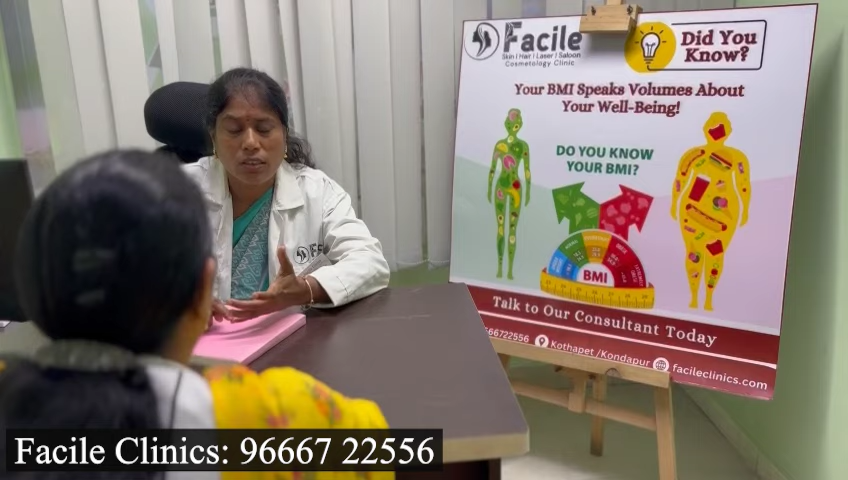 Facile
Skin | Hair | Laser | Saloon
Cosmetology Clinic
Did You
Know?
Your BMI Speaks Volumes About
Your Well-Being!
DO YOU KNOW
YOUR BMI?
BMI
Talk to Our Consultant Today
Kothapet /Kondapur
facileclinics.com
Facile Clinics: 96667 22556